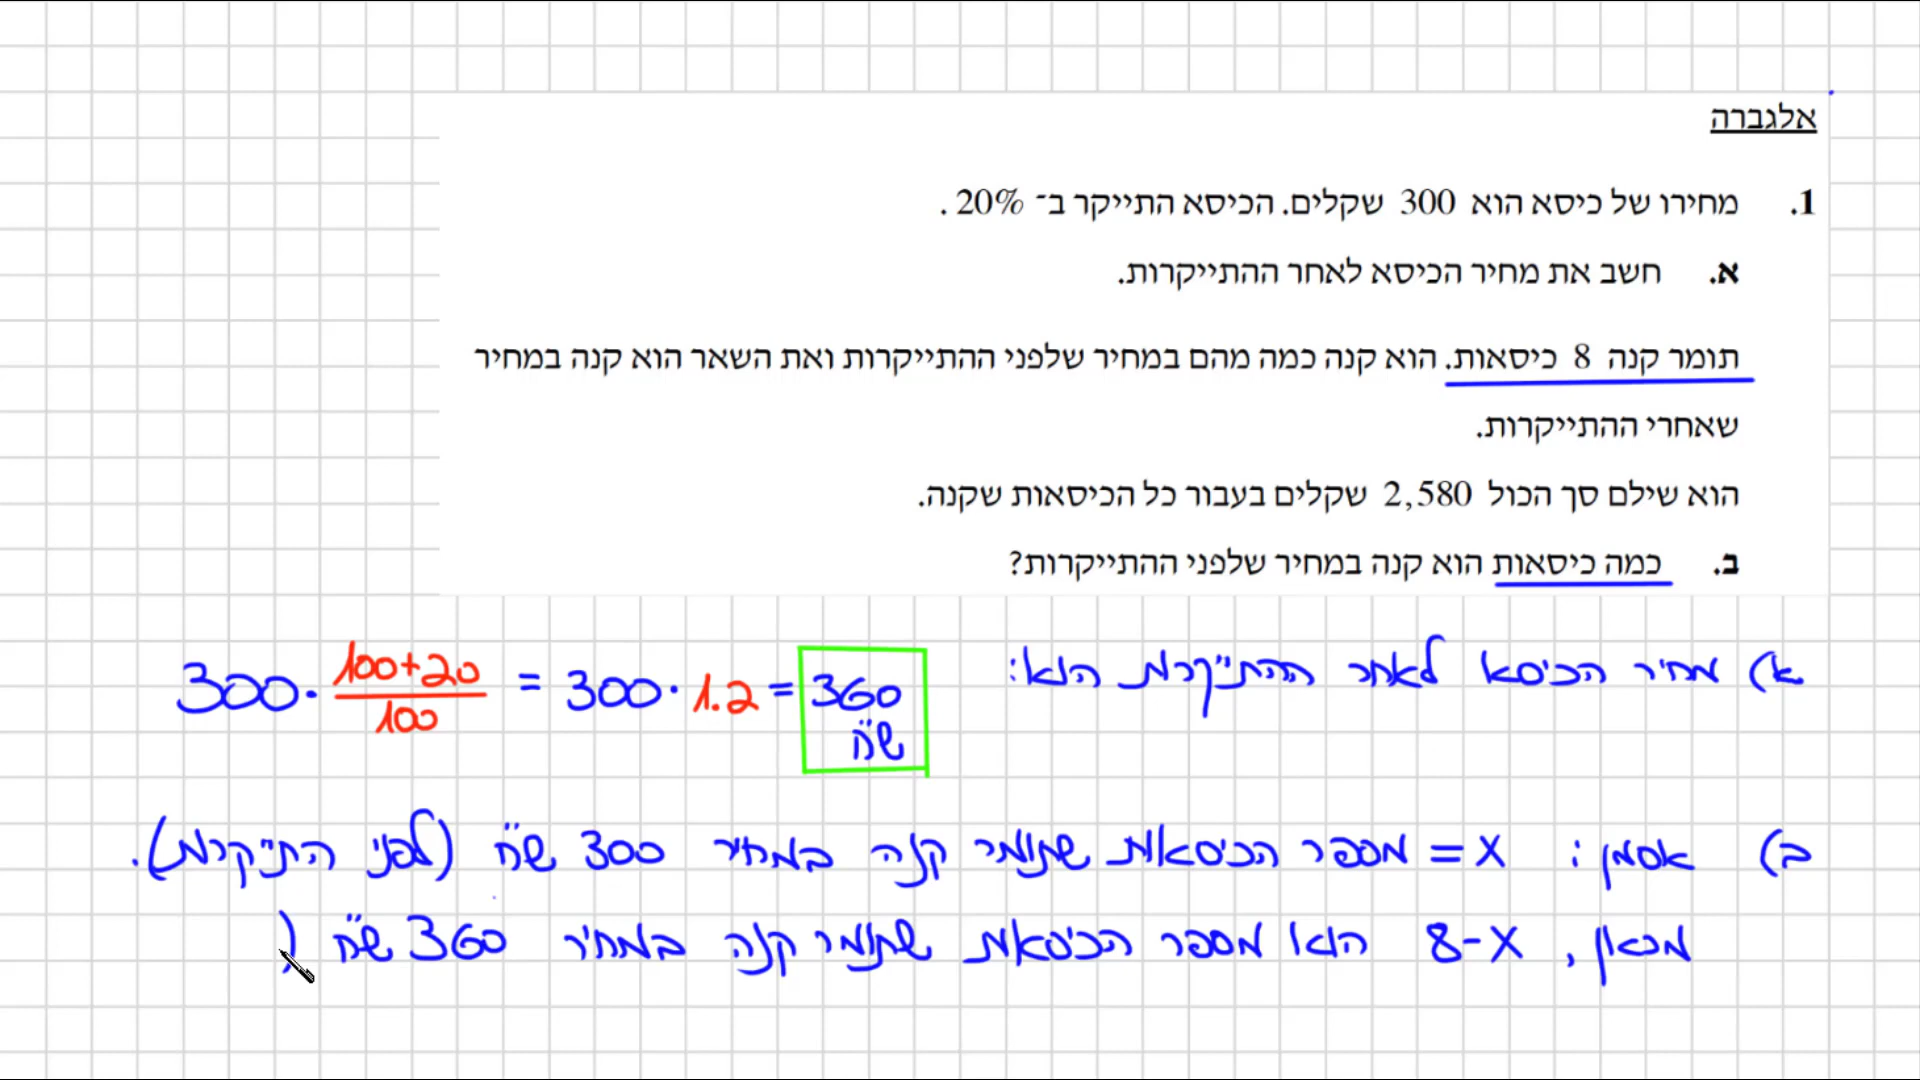 אלגברה
1. מחירו של כיסא הוא 300 שקלים. הכיסא התייקר ב־ 20% .
א. חשב את מחיר הכיסא לאחר ההתייקרות.
תומר קנה 8 כיסאות. הוא קנה כמה מהם במחיר שלפני ההתייקרות ואת השאר הוא קנה במחיר
שאחרי ההתייקרות.
הוא שילם סך הכול 2,580 שקלים בעבור כל הכיסאות שקנה.
ב. כמה כיסאות הוא קנה במחיר שלפני ההתייקרות?
א) מחיר הכיסא לאחר ההתייקרות הוא:
300 · (100+20)/100 = 300 · 1.2 = 360
ש"ח
ב) אסמן: X = מספר הכיסאות שתומר קנה במחיר 300 ש"ח (לפני התייקרות).
מכאן, 8-X הוא מספר הכיסאות שתומר קנה במחיר 360 ש"ח (